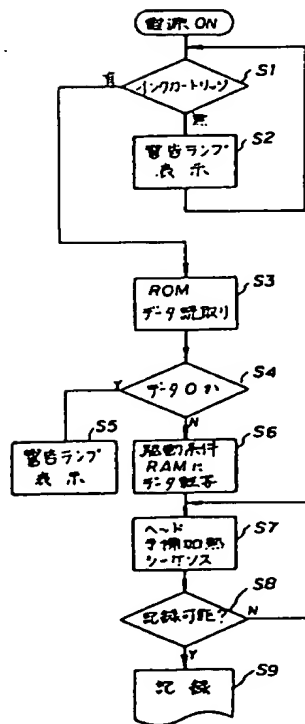 電源 ON
インクカートリッジ
S1
有
無
警告ランプ
表示
S2
ROM
データ読取り
S3
データ0か
S4
Y
N
警告ランプ
表示
S5
駆動条件
RAMに
データ転写
S6
ヘッド
予備加熱
シーケンス
S7
記録可能?
S8
N
Y
記録
S9